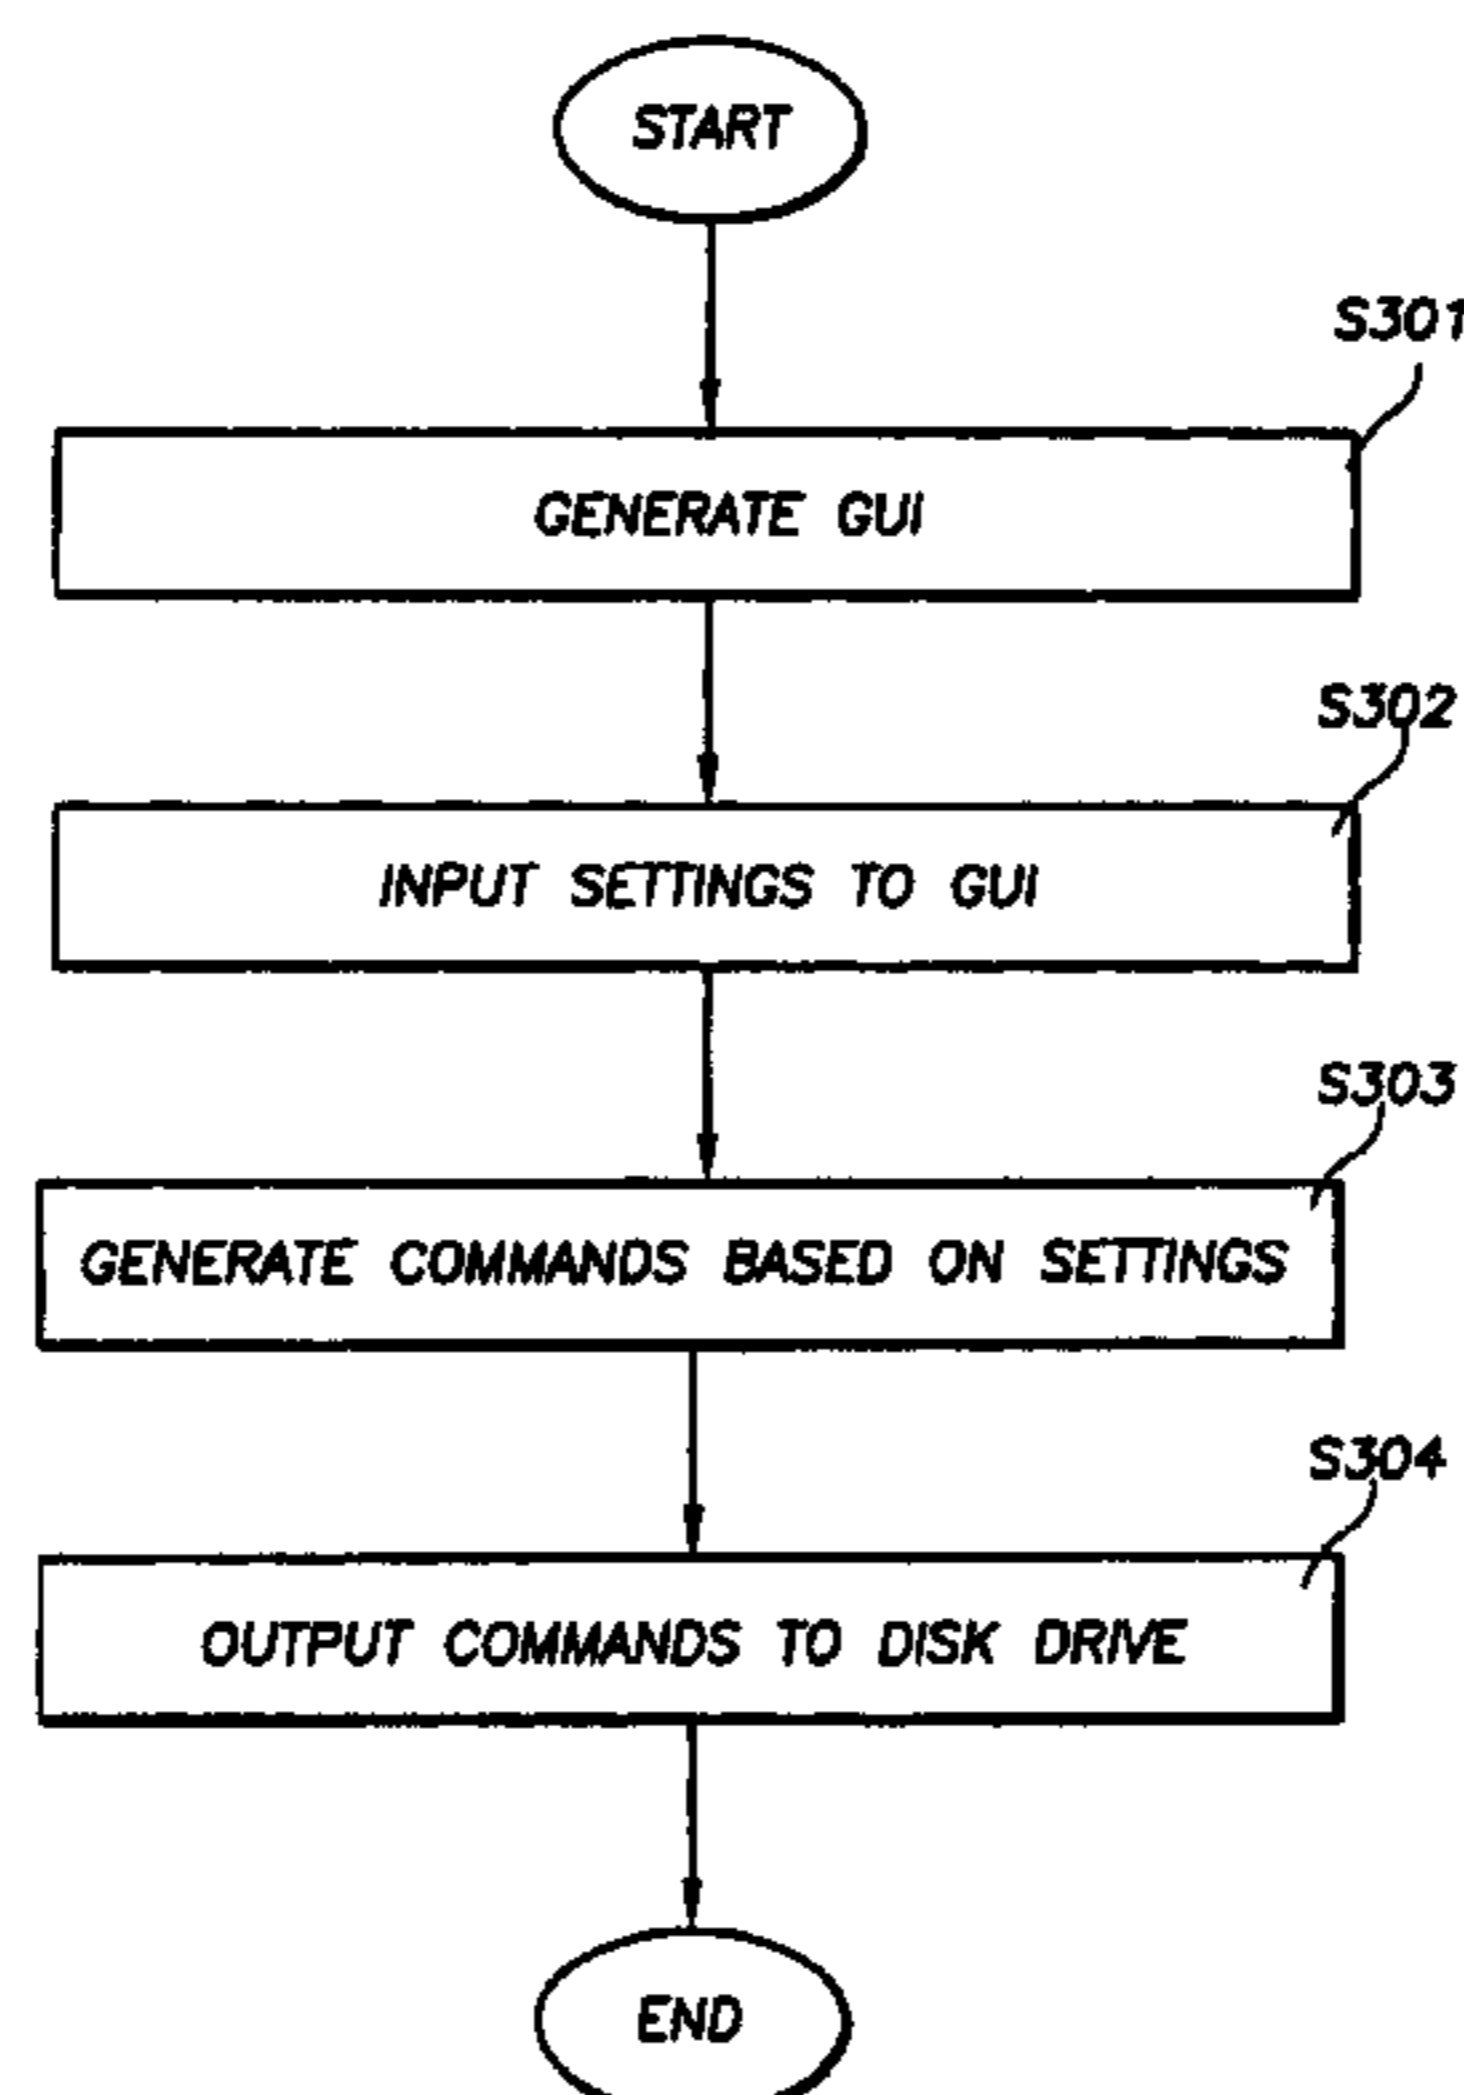 START
S301
GENERATE GUI
S302
INPUT SETTINGS TO GUI
S303
GENERATE COMMANDS BASED ON SETTINGS
S304
OUTPUT COMMANDS TO DISK DRIVE
END